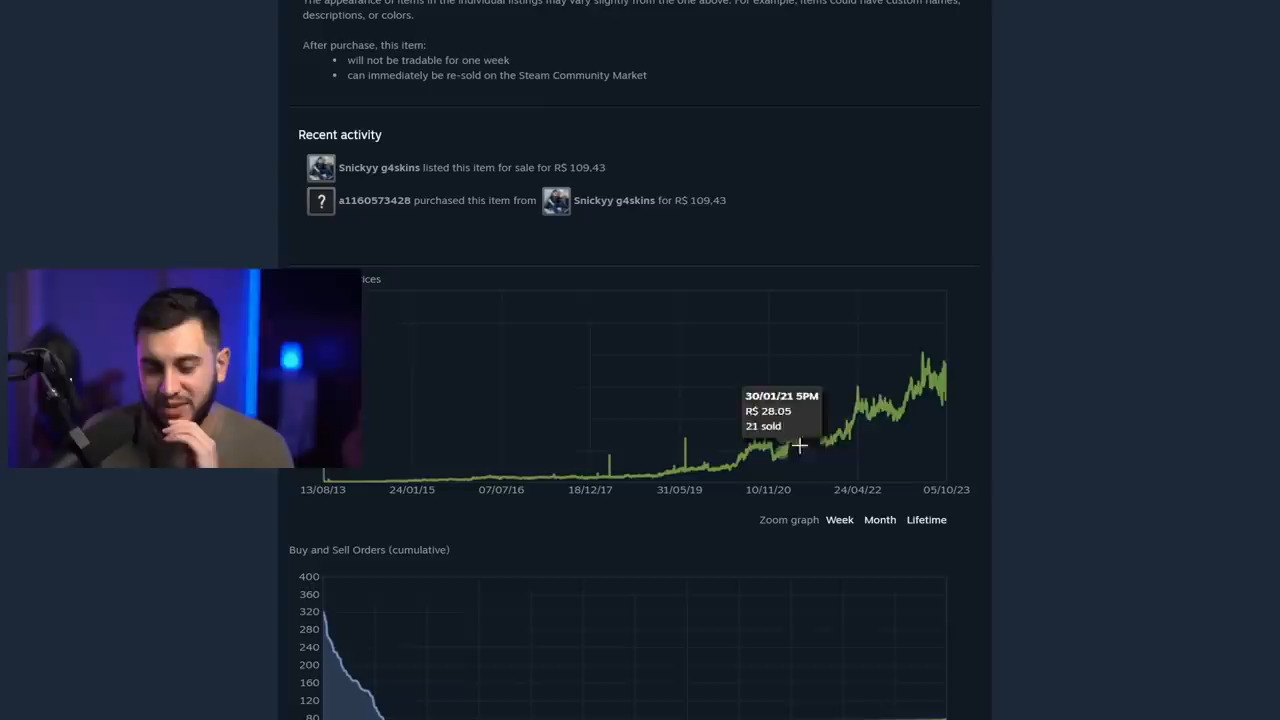 The appearance of items in the individual listings may vary slightly from the one above. For example, items could have custom names,
descriptions, or colors.
After purchase, this item:
• will not be tradable for one week
• can immediately be re-sold on the Steam Community Market
Recent activity
Snickyy g4skins listed this item for sale for R$ 109,43
? a1160573428 purchased this item from Snickyy g4skins for R$ 109,43
ices
30/01/21 5PM
R$ 28.05
21 sold
13/08/13 24/01/15 07/07/16 18/12/17 31/05/19 10/11/20 24/04/22 05/10/23
Zoom graph Week Month Lifetime
Buy and Sell Orders (cumulative)
400
360
320
280
240
200
160
120
80